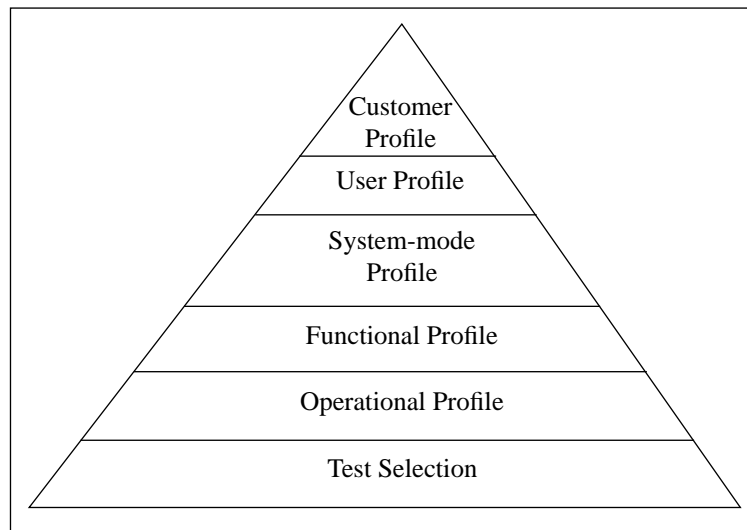 Customer
Profile
User Profile
System-mode
Profile
Functional Profile
Operational Profile
Test Selection